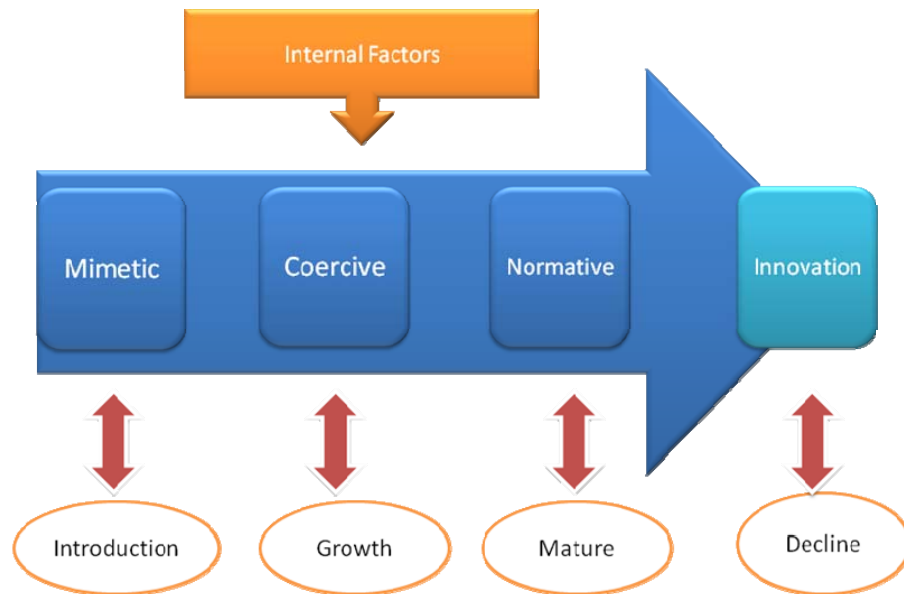 Internal Factors
Mimetic
Coercive
Normative
Innovation
Introduction
Growth
Mature
Decline